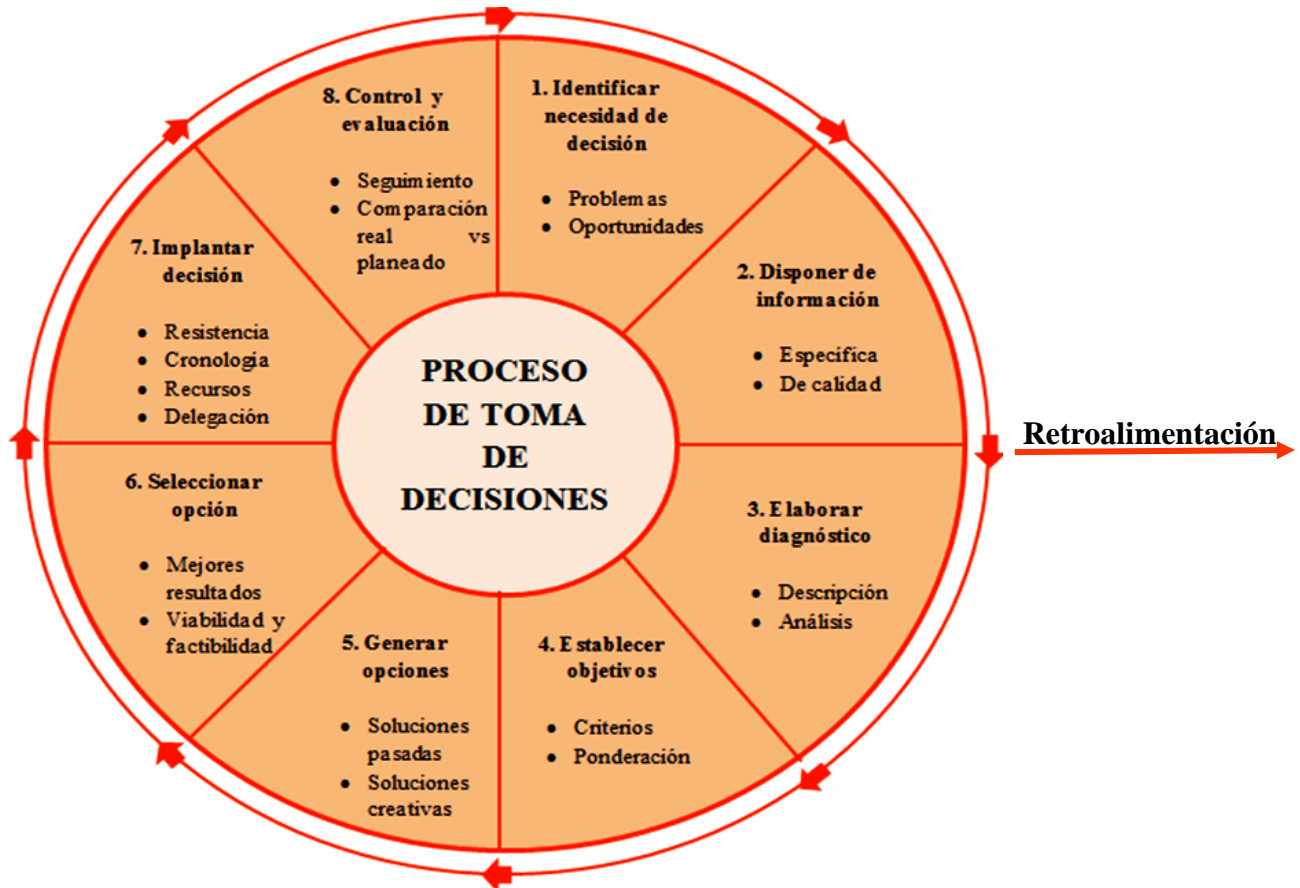 1. Identificar
necesidad de
decisión
• Problemas
• Oportunidades
2. Disponer de
información
• Específica
• De calidad
3. Elaborar
diagnóstico
• Descripción
• Análisis
4. Establecer
objetivos
• Criterios
• Ponderación
5. Generar
opciones
• Soluciones
pasadas
• Soluciones
creativas
6. Seleccionar
opción
• Mejores
resultados
• Viabilidad y
factibilidad
7. Implantar
decisión
• Resistencia
• Cronología
• Recursos
• Delegación
8. Control y
evaluación
• Seguimiento
• Comparación
real vs
planeado
PROCESO
DE TOMA
DE
DECISIONES
Retroalimentación